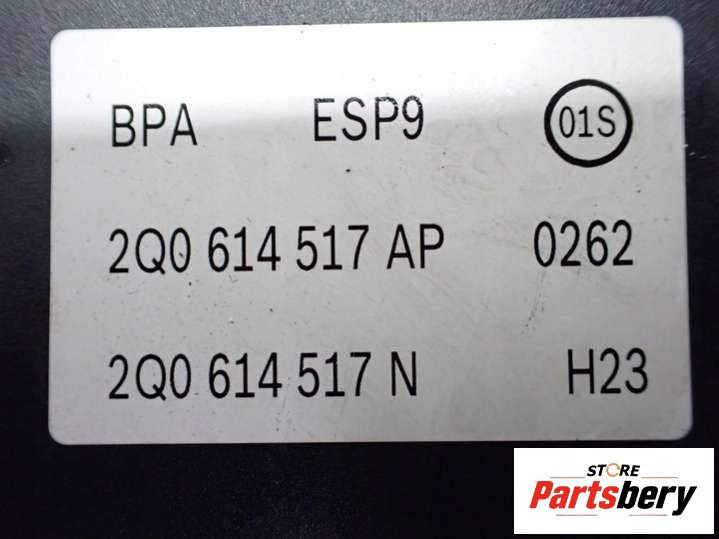 BPA ESP9 01S
2Q0 614 517 AP 0262
2Q0 614 517 N H23
STORE
Partsbery